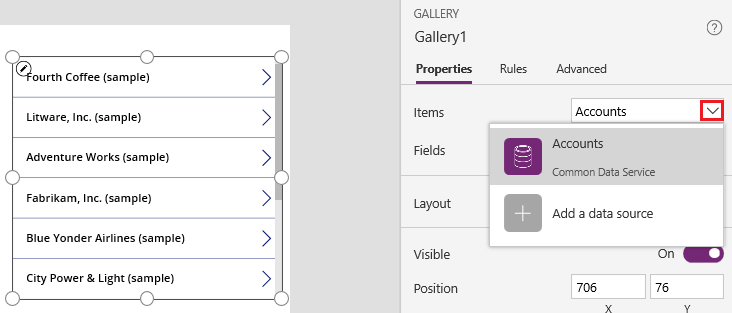 GALLERY
Gallery1
?
Properties Rules Advanced
Items Accounts
Fields
Accounts
Common Data Service
Layout
Add a data source
Visible On
Position 706 76
X Y
Fourth Coffee (sample)
Litware, Inc. (sample)
Adventure Works (sample)
Fabrikam, Inc. (sample)
Blue Yonder Airlines (sample)
City Power & Light (sample)